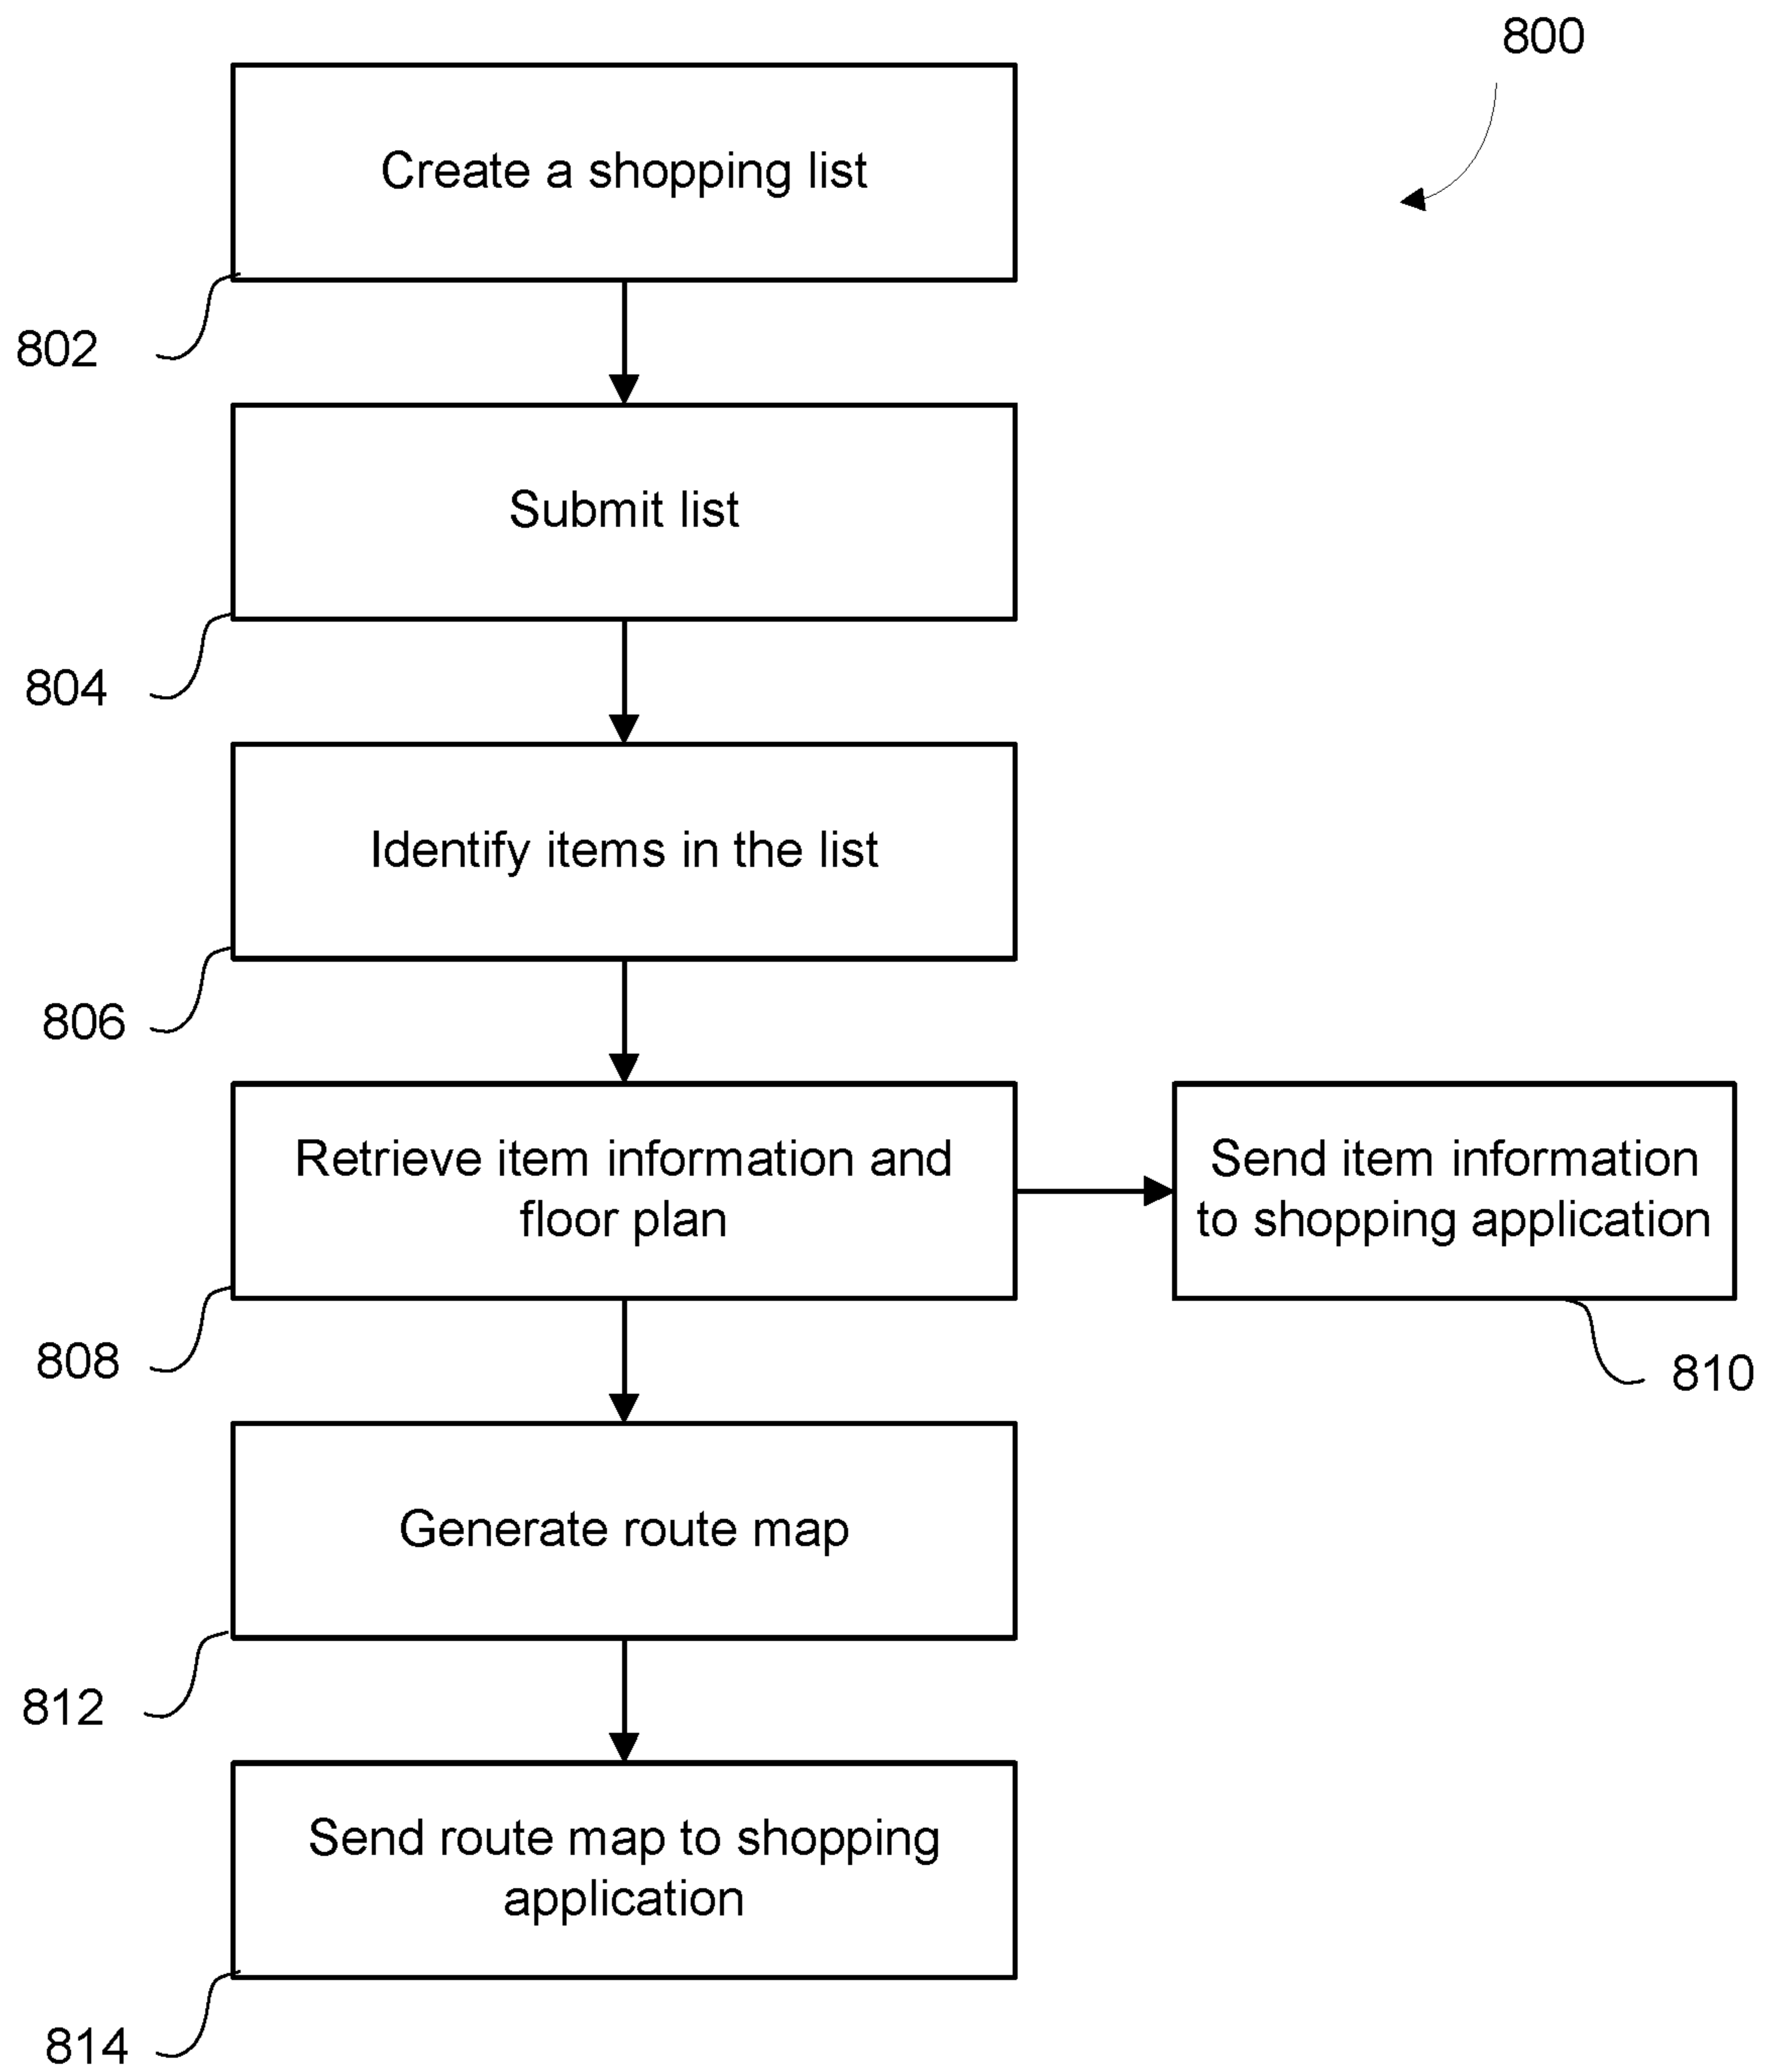 800
Create a shopping list
802
Submit list
804
Identify items in the list
806
Retrieve item information and
floor plan
808
Send item information
to shopping application
810
Generate route map
812
Send route map to shopping
application
814